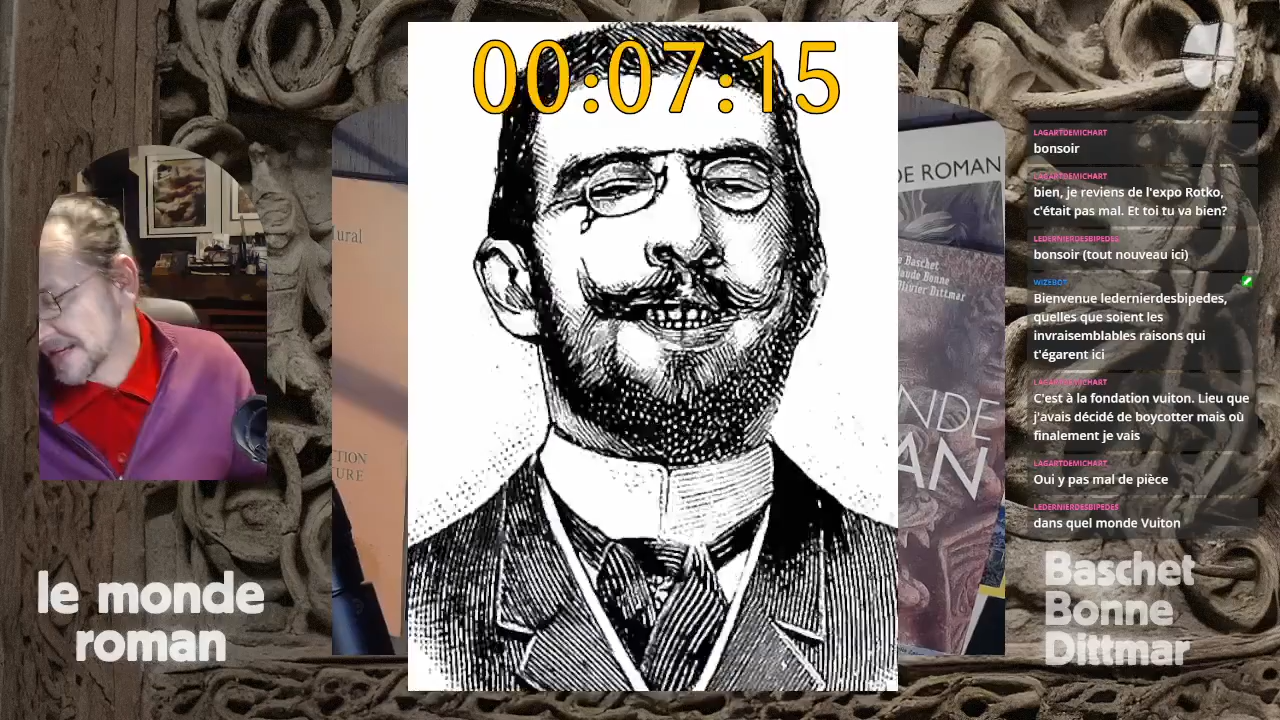 00:07:15
DE ROMAN
ural
Baschet
Bonne
Olivier Dittmar
TION
URE
NDE
AN
LAGARTDEMICHART
bonsoir
LAGARTDEMICHART
bien, je reviens de l'expo Rotko,
c'était pas mal. Et toi tu va bien?
LEDERNIERDESBIPEDES
bonsoir (tout nouveau ici)
WIZEBOT
Bienvenue ledernierdesbipedes,
quelles que soient les
invraisemblables raisons qui
t'égarent ici
LAGARTDEMICHART
C'est à la fondation vuiton. Lieu que
j'avais décidé de boycotter mais où
finalement je vais
LAGARTDEMICHART
Oui y pas mal de pièce
LEDERNIERDESBIPEDES
dans quel monde Vuiton
le monde
roman
Baschet
Bonne
Dittmar